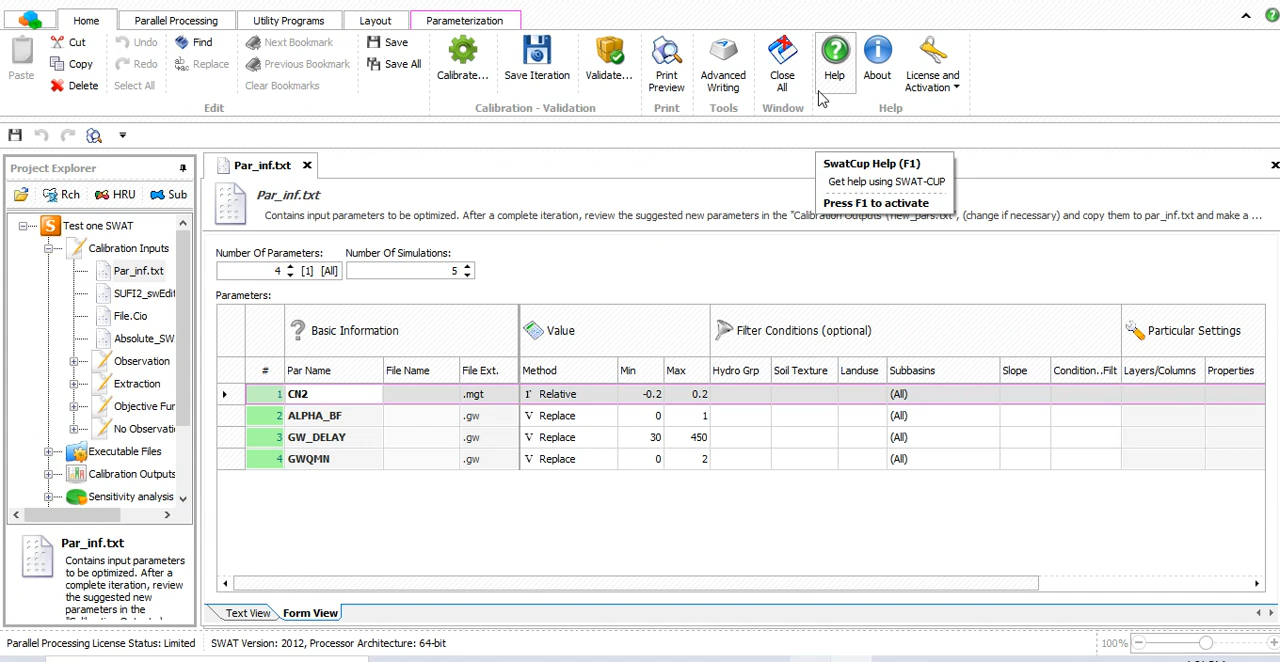 Home Parallel Processing Utility Programs Layout Parameterization
Paste
Cut
Copy
Delete
Undo
Redo
Select All
Find
Replace
Edit
Next Bookmark
Previous Bookmark
Clear Bookmarks
Save
Save All
Calibrate...
Save Iteration
Validate...
Calibration - Validation
Print
Preview
Print
Advanced
Writing
Tools
Close
All
Window
Help
About
License and
Activation
Help
Project Explorer
Rch HRU Sub
Test one SWAT
Calibration Inputs
Par_inf.txt
SUFI2_swEdit
File.Cio
Absolute_SW
Observation
Extraction
Objective Fun
No Observatio
Executable Files
Calibration Outputs
Sensitivity analysis
Par_inf.txt
Contains input parameters
to be optimized. After a
complete iteration, review
the suggested new
parameters in the
Par_inf.txt
Par_inf.txt
Contains input parameters to be optimized. After a complete iteration, review the suggested new parameters in the "Calibration Outputs (new_pars.txt", (change if necessary) and copy them to par_inf.txt and make a ...
SwatCup Help (F1)
Get help using SWAT-CUP
Press F1 to activate
Number Of Parameters: Number Of Simulations:
4 [1] [All] 5
Parameters:
Basic Information Value Filter Conditions (optional) Particular Settings
# Par Name File Name File Ext. Method Min Max Hydro Grp Soil Texture Landuse Subbasins Slope Condition..Filt Layers/Columns Properties
1 CN2 .mgt r Relative -0.2 0.2 (All)
2 ALPHA_BF .gw V Replace 0 1 (All)
3 GW_DELAY .gw V Replace 30 450 (All)
4 GWQMN .gw V Replace 0 2 (All)
Text View Form View
Parallel Processing License Status: Limited SWAT Version: 2012, Processor Architecture: 64-bit 100%